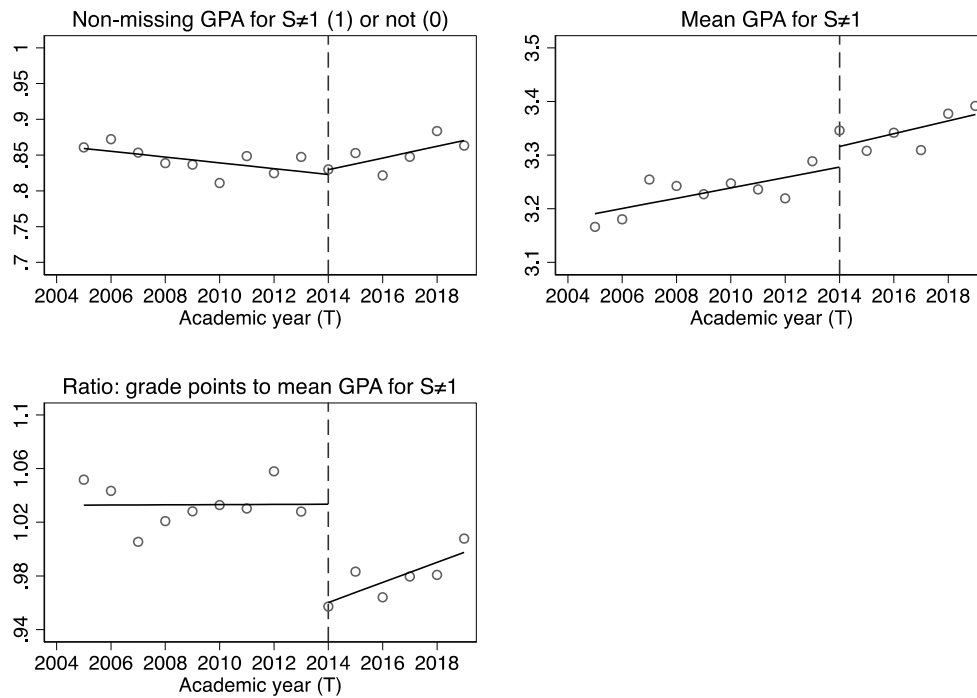 Non-missing GPA for S≠1 (1) or not (0)
1
.95
.9
.85
.8
.75
.7
2004 2006 2008 2010 2012 2014 2016 2018
Academic year (T)
Mean GPA for S≠1
3.5
3.4
3.3
3.2
3.1
2004 2006 2008 2010 2012 2014 2016 2018
Academic year (T)
Ratio: grade points to mean GPA for S≠1
1.1
1.06
1.02
.98
.94
2004 2006 2008 2010 2012 2014 2016 2018
Academic year (T)